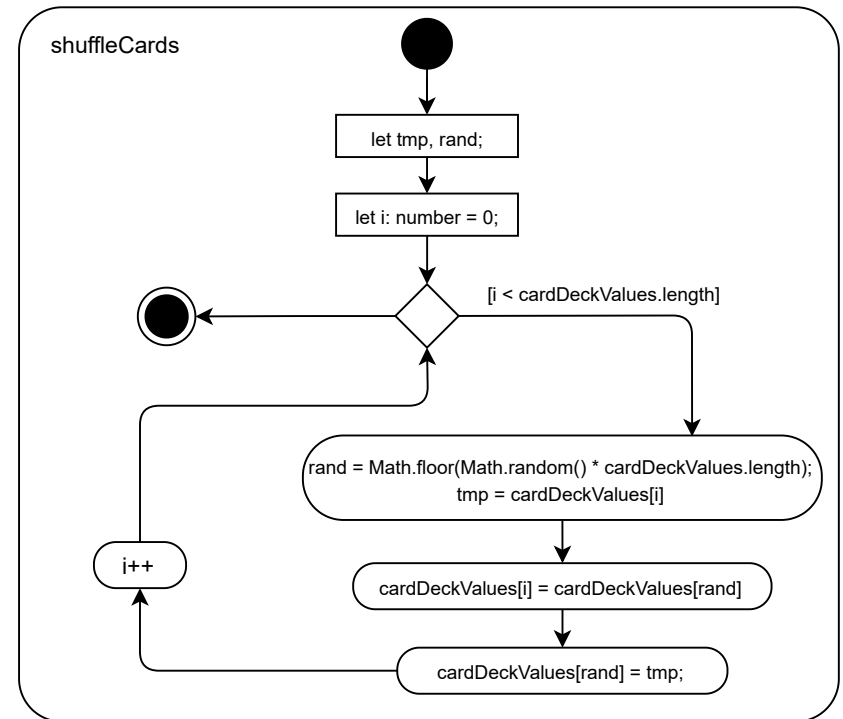 shuffleCards
let tmp, rand;
let i: number = 0;
[i < cardDeckValues.length]
rand = Math.floor(Math.random() * cardDeckValues.length);
tmp = cardDeckValues[i]
cardDeckValues[i] = cardDeckValues[rand]
cardDeckValues[rand] = tmp;
i++